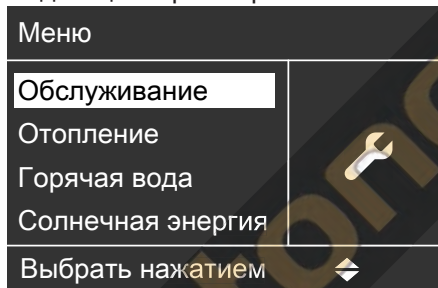 Меню
Обслуживание
Отопление
Горячая вода
Солнечная энергия
Выбрать нажатием